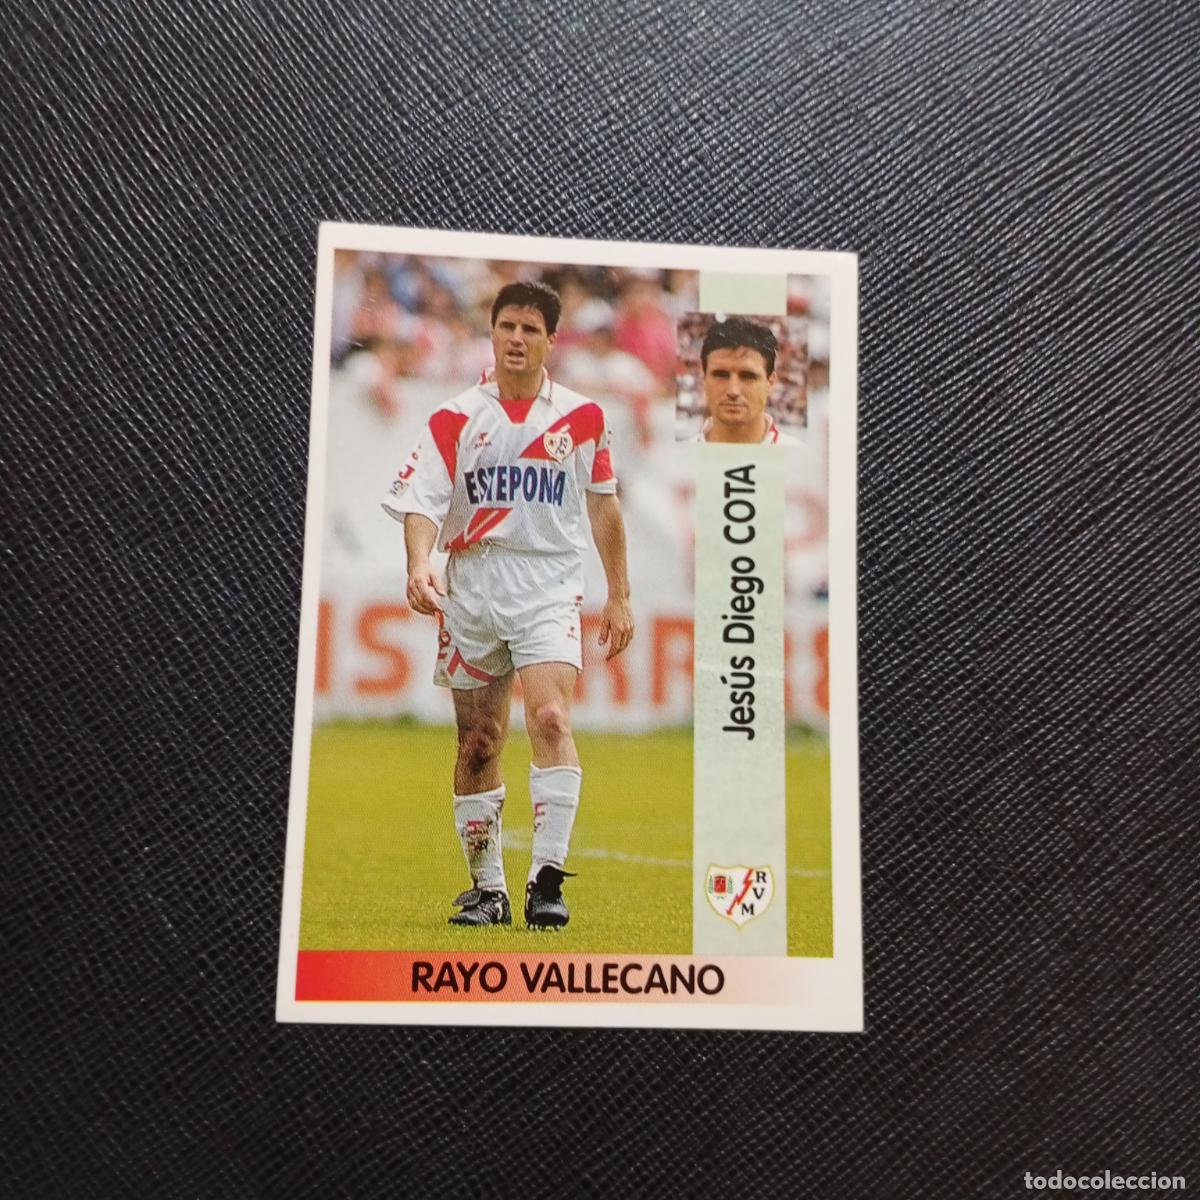 ESTEPONA
Jesús Diego COTA
RVM
RAYO VALLECANO
todocoleccion